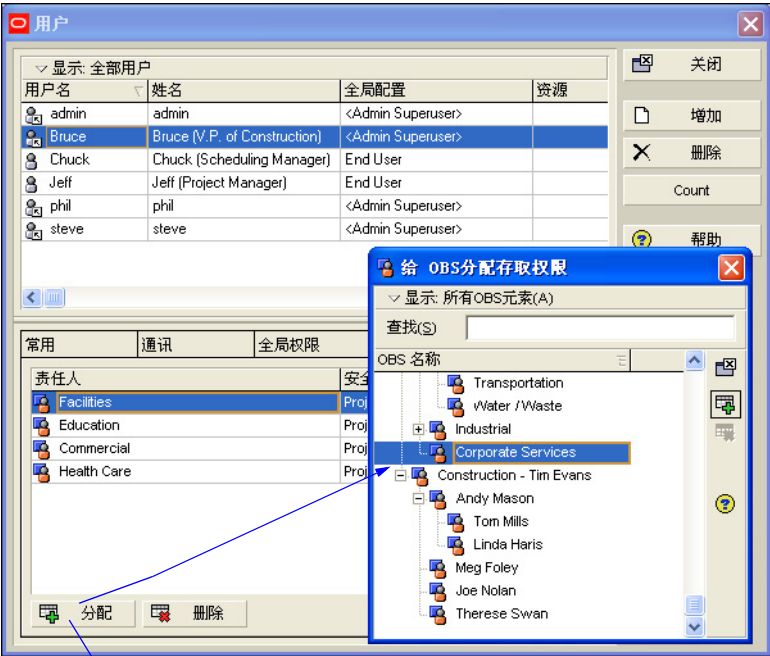 用户
显示: 全部用户
用户名 姓名 全局配置 资源
admin admin <Admin Superuser>
Bruce Bruce (V.P. of Construction) <Admin Superuser>
Chuck Chuck (Scheduling Manager) End User
Jeff Jeff (Project Manager) End User
phil phil <Admin Superuser>
steve steve <Admin Superuser>
关闭
增加
删除
Count
帮助
常用 通讯 全局权限
责任人 安全
Facilities Proj
Education Proj
Commercial Proj
Health Care Proj
分配 删除
给 OBS分配存取权限
显示: 所有OBS元素(A)
查找(S)
OBS 名称
Transportation
Water / Waste
Industrial
Corporate Services
Construction - Tim Evans
Andy Mason
Tom Mills
Linda Haris
Meg Foley
Joe Nolan
Therese Swan